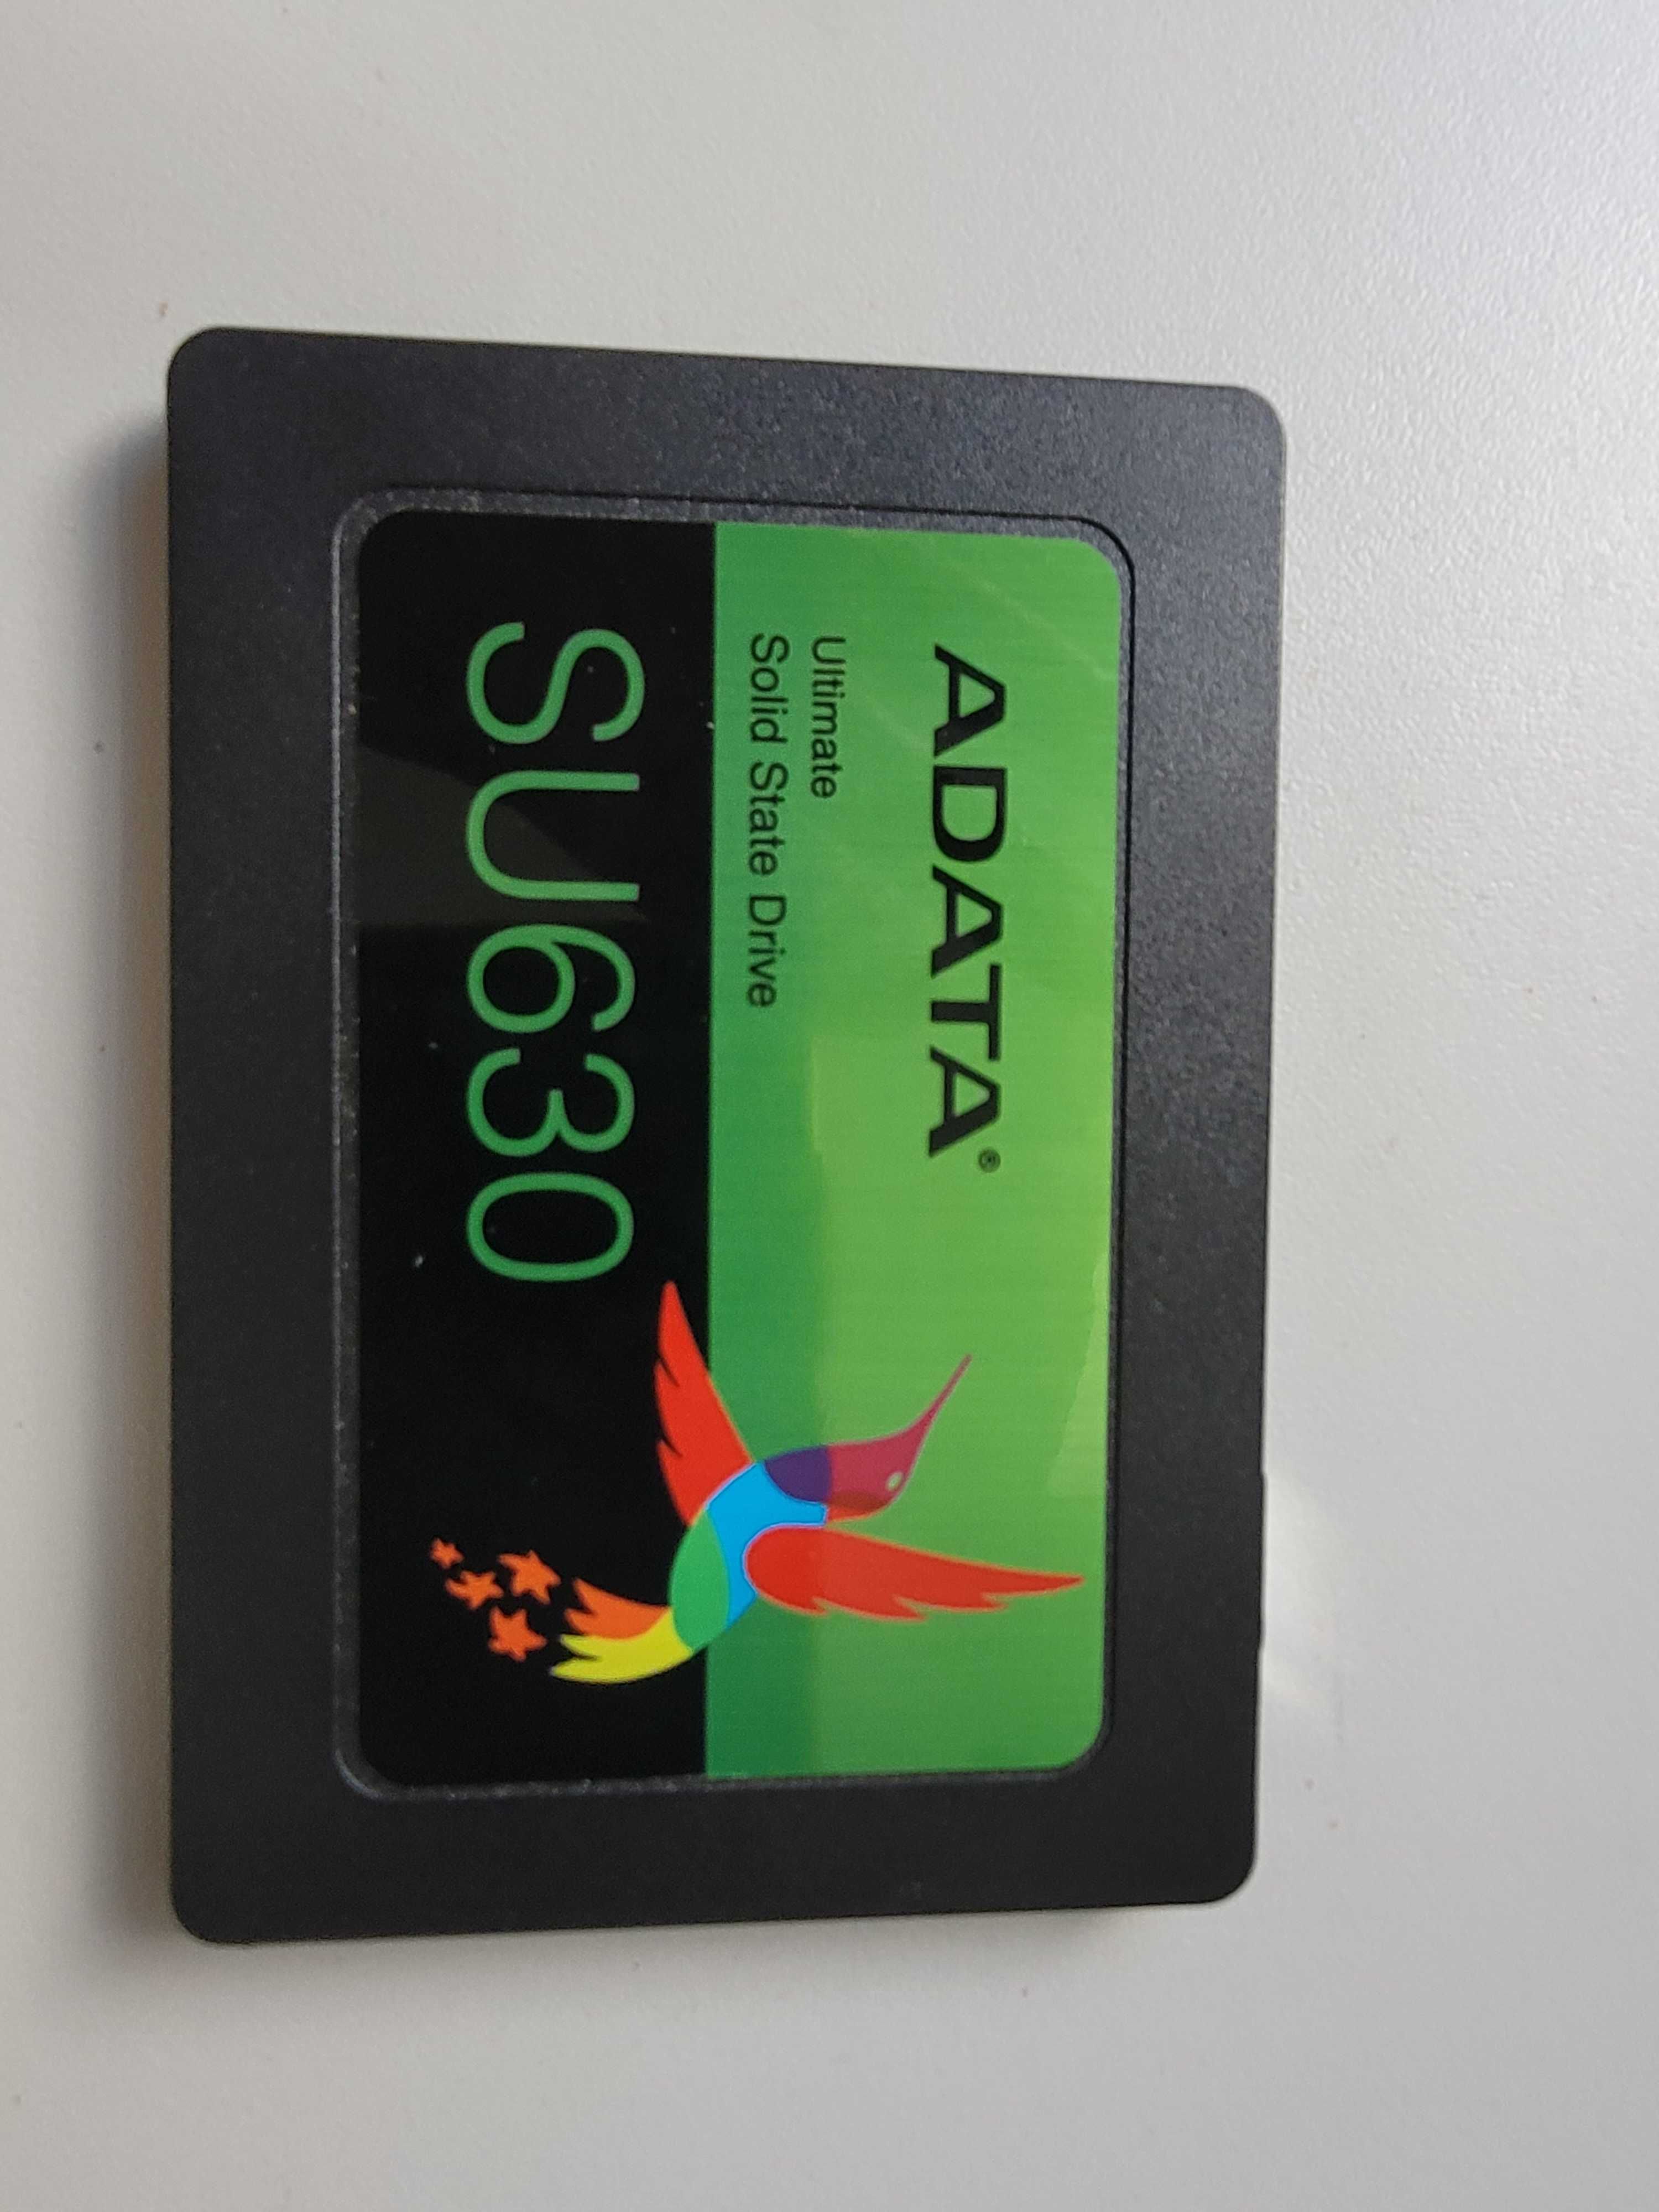 ADATA®
Ultimate
Solid State Drive
SU630